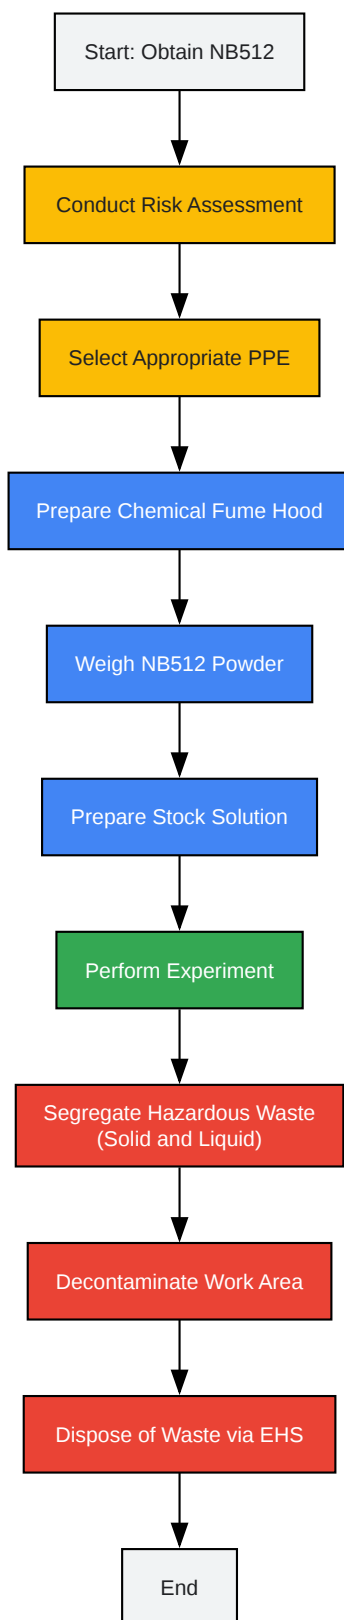 Start: Obtain NB512
Conduct Risk Assessment
Select Appropriate PPE
Prepare Chemical Fume Hood
Weigh NB512 Powder
Prepare Stock Solution
Perform Experiment
Segregate Hazardous Waste
(Solid and Liquid)
Decontaminate Work Area
Dispose of Waste via EHS
End